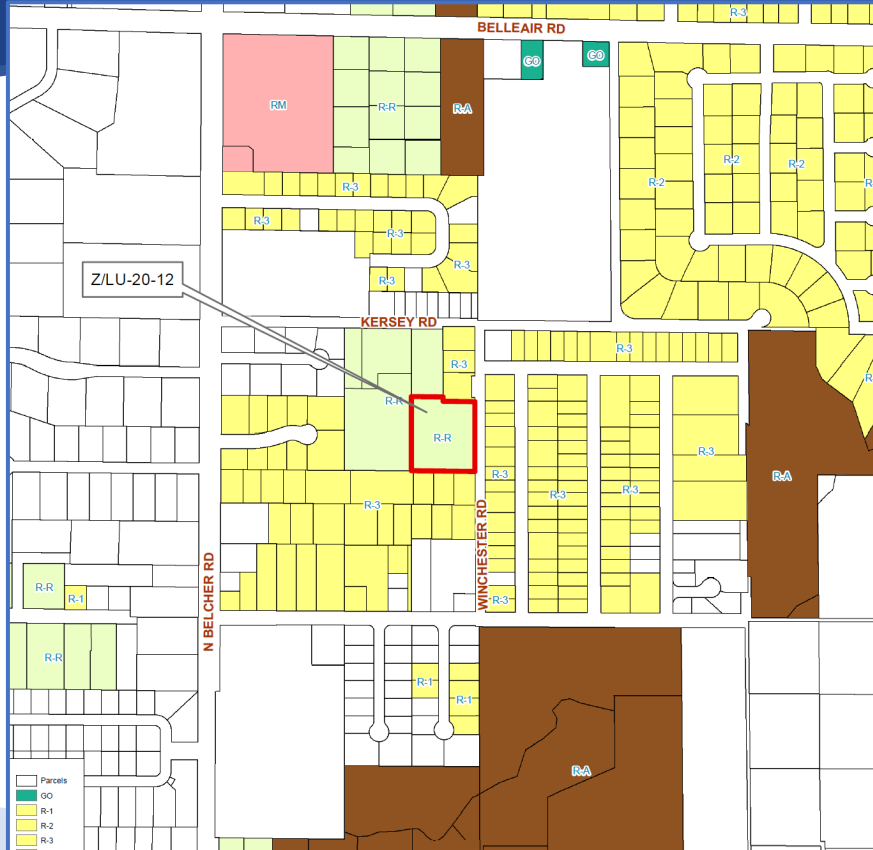 R-3
BELLEAIR RD
GO
GO
RM
R-R
R-A
R-2
R-2
R-2
R-3
R
R-3
R-3
R-3
R-3
Z/LU-20-12
KERSEY RD
R-3
R-3
R
R-R
R-R
R-3
R-3
R-3
R-3
R-3
R-A
R-3
WINCHESTER RD
N BELCHER RD
R-R
R-1
R-3
R-R
R-1
R-1
R-A
Parcels
GO
R-1
R-2
R-3